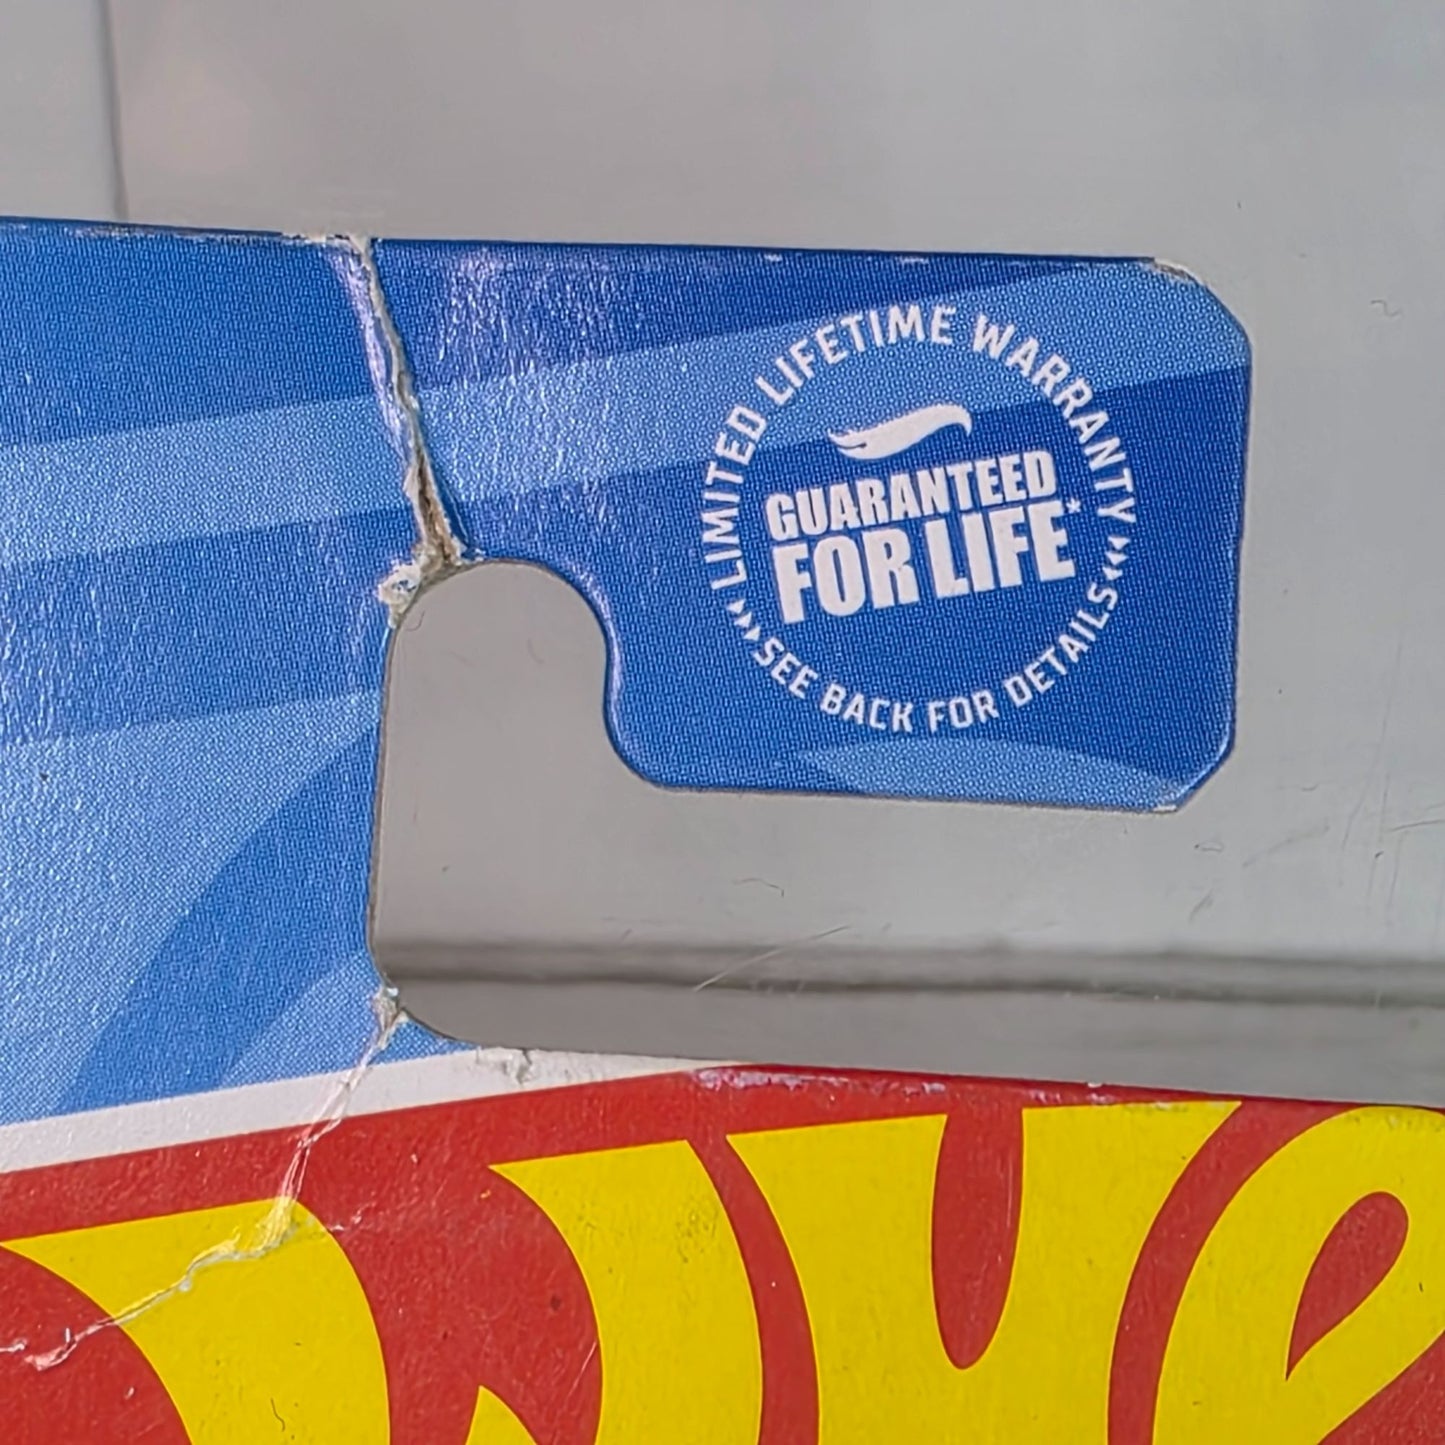 LIMITED LIFETIME WARRANTY
GUARANTEED
FOR LIFE*
SEE BACK FOR DETAILS